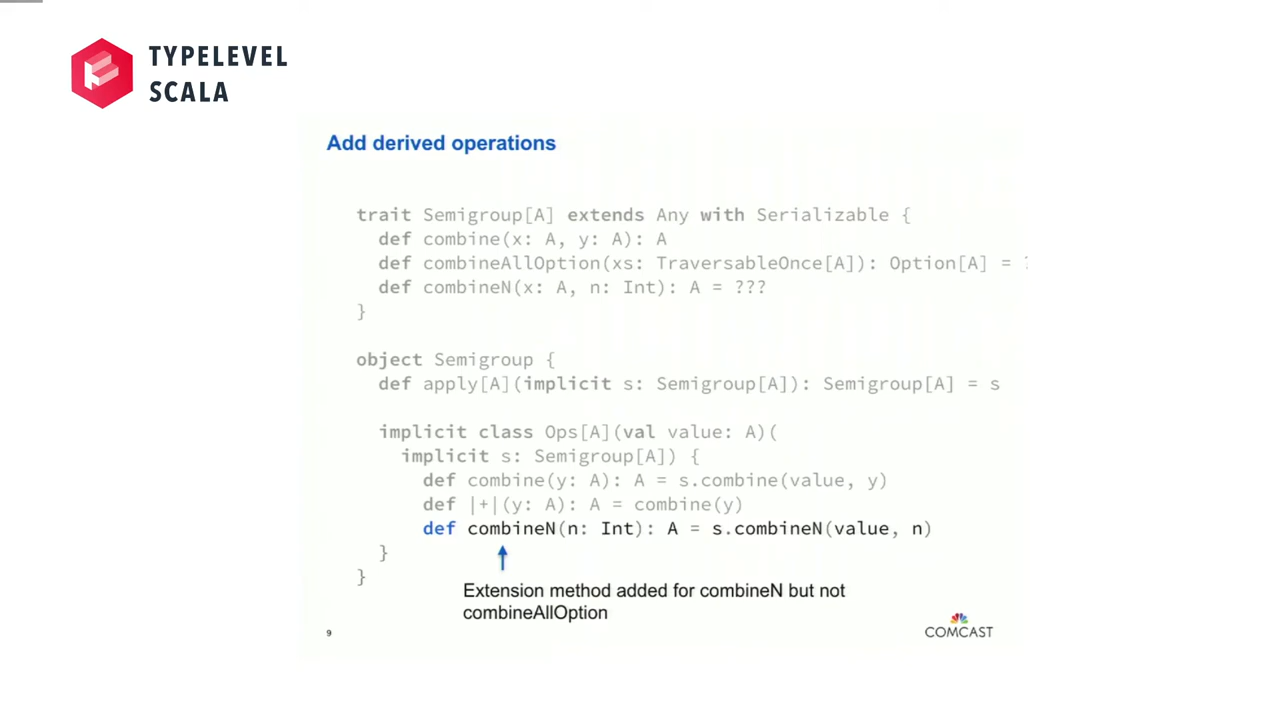 TYPELEVEL
SCALA
Add derived operations
trait Semigroup[A] extends Any with Serializable {
def combine(x: A, y: A): A
def combineAllOption(xs: TraversableOnce[A]): Option[A] =
def combineN(x: A, n: Int): A = ???
}
object Semigroup {
def apply[A](implicit s: Semigroup[A]): Semigroup[A] = s
implicit class Ops[A](val value: A)(
implicit s: Semigroup[A]) {
def combine(y: A): A = s.combine(value, y)
def |+|(y: A): A = combine(y)
def combineN(n: Int): A = s.combineN(value, n)
}
}
Extension method added for combineN but not
combineAllOption
9
COMCAST